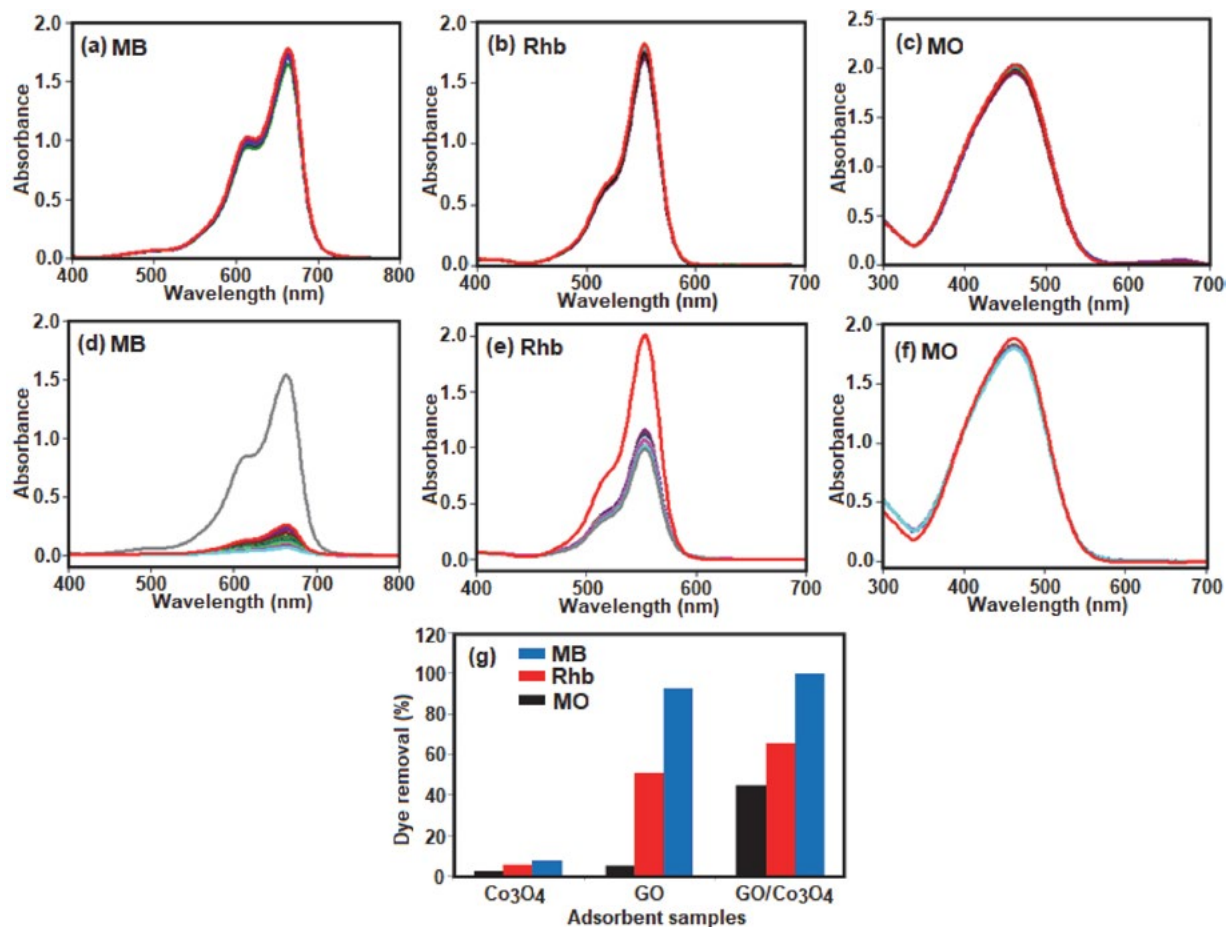 (a) MB
Absorbance
2.0
1.5
1.0
0.5
0.0
400 500 600 700 800
Wavelength (nm)
(b) Rhb
Absorbance
2.0
1.5
1.0
0.5
0.0
400 500 600 700
Wavelength (nm)
(c) MO
Absorbance
2.5
2.0
1.5
1.0
0.5
0.0
300 400 500 600 700
Wavelength (nm)
(d) MB
Absorbance
2.0
1.5
1.0
0.5
0.0
400 500 600 700 800
Wavelength (nm)
(e) Rhb
Absorbance
2.0
1.5
1.0
0.5
0.0
400 500 600 700
Wavelength (nm)
(f) MO
Absorbance
2.0
1.5
1.0
0.5
0.0
300 400 500 600 700
Wavelength (nm)
(g)
MB
Rhb
MO
Dye removal (%)
120
100
80
60
40
20
0
Co3O4 GO GO/Co3O4
Adsorbent samples